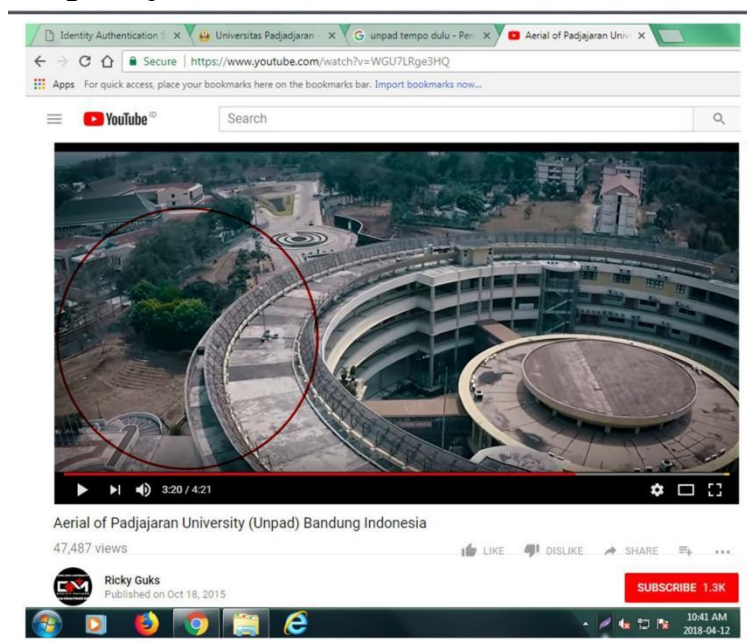 Identity Authentication S
Universitas Padjadjaran -
unpad tempo dulu - Pen
Aerial of Padjajaran Univ
Secure | https://www.youtube.com/watch?v=WGU7LRge3HQ
Apps For quick access, place your bookmarks here on the bookmarks bar. Import bookmarks now...
YouTube ID
Search
3:20 / 4:21
Aerial of Padjajaran University (Unpad) Bandung Indonesia
47,487 views
LIKE DISLIKE SHARE
Ricky Guks
Published on Oct 18, 2015
SUBSCRIBE 1.3K
10:41 AM
2018-04-12